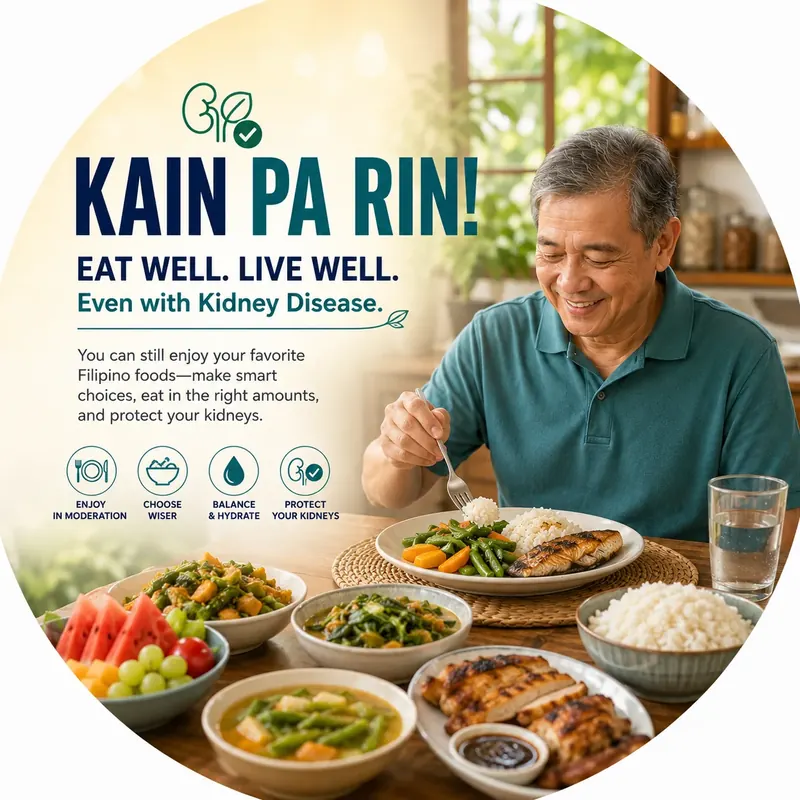 KAIN PA RIN!
EAT WELL. LIVE WELL.
Even with Kidney Disease.
You can still enjoy your favorite
Filipino foods—make smart
choices, eat in the right amounts,
and protect your kidneys.
ENJOY
IN MODERATION
CHOOSE
WISER
BALANCE
& HYDRATE
PROTECT
YOUR KIDNEYS